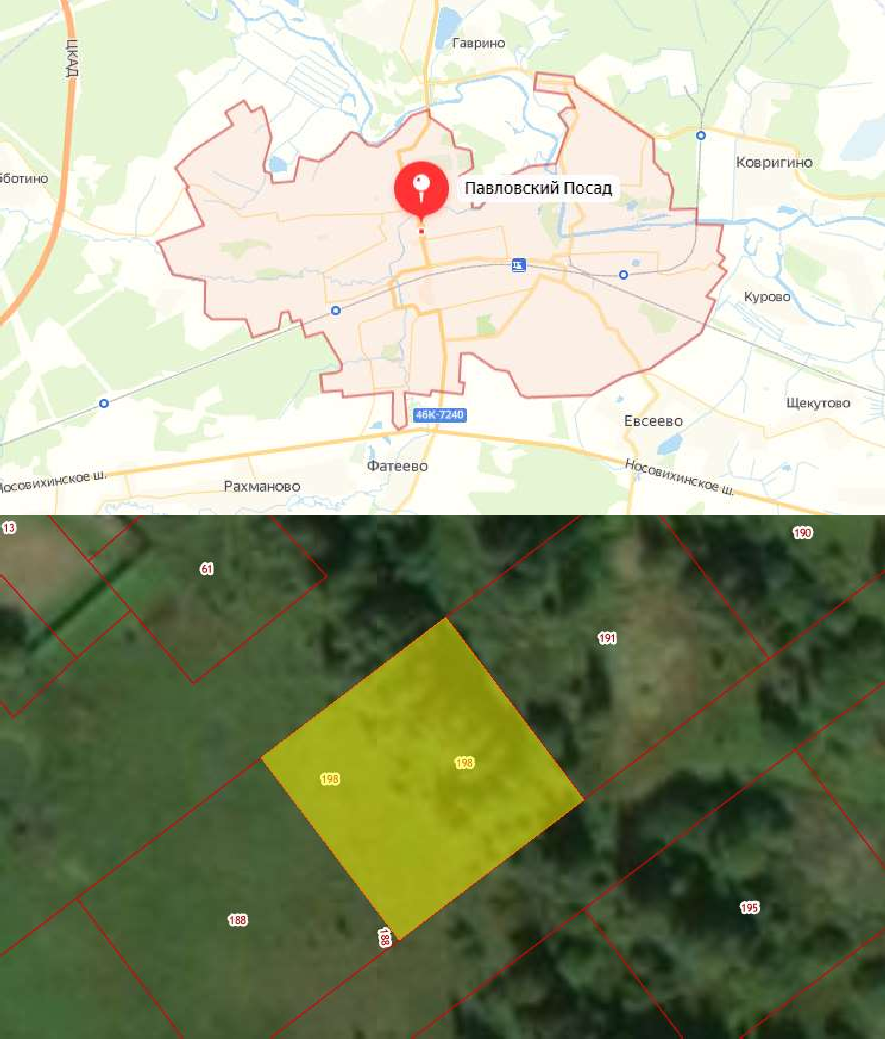 ЦКАД
Гаврино
Ковригино
ботино
Павловский Посад
Курово
Щекутово
46К-7240
Евсеево
Фатеево
Носовихинское ш.
Рахманово
Носовихинское ш.
13
61
190
191
198
198
188
188
195